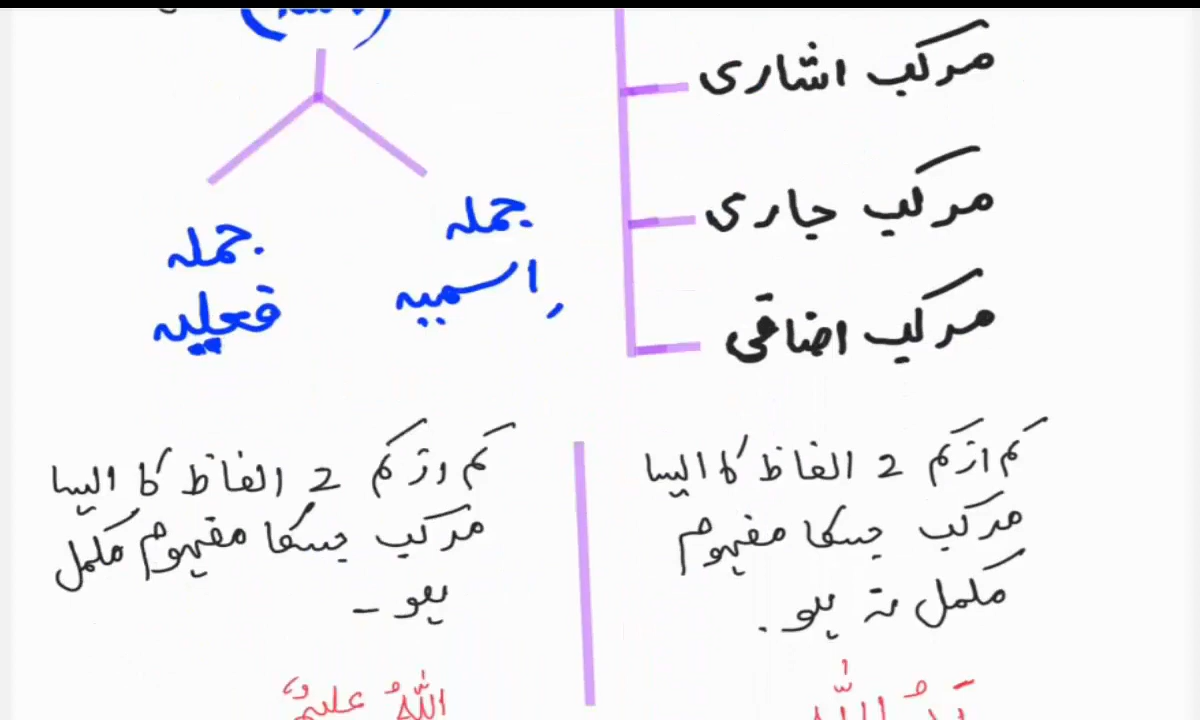 مرکب اشاری
مرکب جاری
مرکب اضافی
جملہ
اسمیہ
جملہ
فعلیہ
کم از کم 2 الفاظ کا ایسا
مرکب جسکا مفہوم
مکمل نہ ہو۔
کم از کم 2 الفاظ کا ایسا
مرکب جسکا مفہوم مکمل
ہو ـ
اللّٰهُ علیمٌ